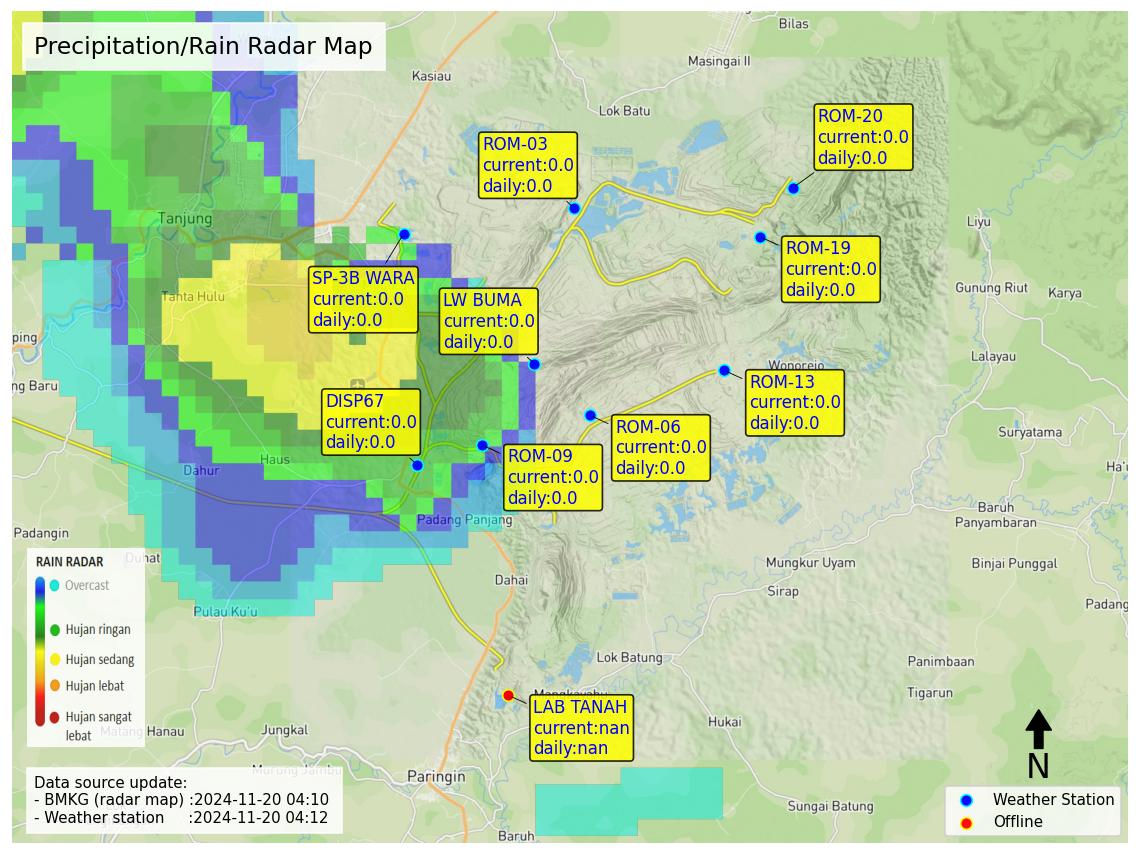 Precipitation/Rain Radar Map
Bilas
Masingai II
Kasiau
Lok Batu
ROM-20
current:0.0
daily:0.0
ROM-03
current:0.0
daily:0.0
Tanjung
Liyu
ROM-19
current:0.0
daily:0.0
SP-3B WARA
current:0.0
daily:0.0
Tanta Hulu
LW BUMA
current:0.0
daily:0.0
Gunung Riut
Karya
ping
Lalayau
Wonorejo
ng Baru
ROM-13
current:0.0
daily:0.0
DISP67
current:0.0
daily:0.0
ROM-06
current:0.0
daily:0.0
Suryatama
Haus
Dahur
ROM-09
current:0.0
daily:0.0
Ha'u
Baruh
Panyambaran
Padang Panjang
Padangin
Duhat
Mungkur Uyam
Binjai Punggal
RAIN RADAR
Overcast
Hujan ringan
Hujan sedang
Hujan lebat
Hujan sangat
lebat
Dahai
Sirap
Pulau Ku'u
Padang
Lok Batung
Panimbaan
Tigarun
Mangkayahu
LAB TANAH
current:nan
daily:nan
Hukai
Matang Hanau
Jungkal
Murung Jambu
Paringin
N
Data source update:
- BMKG (radar map) :2024-11-20 04:10
- Weather station :2024-11-20 04:12
Sungai Batung
Baruh
Weather Station
Offline